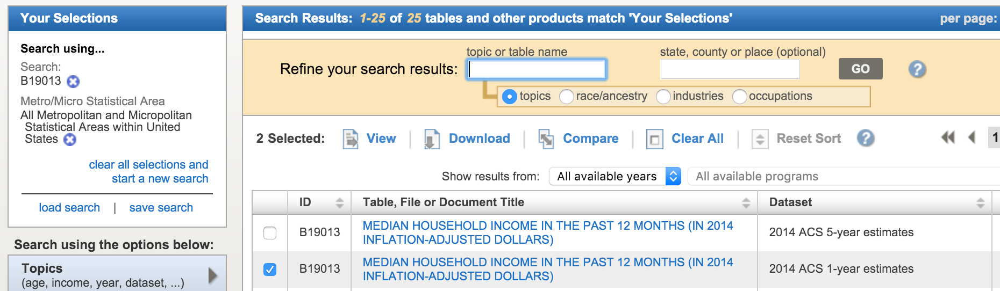 Your Selections
Search using...
Search:
B19013
Metro/Micro Statistical Area
All Metropolitan and Micropolitan
Statistical Areas within United
States
clear all selections and
start a new search
load search | save search
Search using the options below:
Topics
(age, income, year, dataset, ...)
Search Results: 1-25 of 25 tables and other products match 'Your Selections'
per page:
topic or table name
state, county or place (optional)
Refine your search results:
GO
?
topics race/ancestry industries occupations
2 Selected: View | Download | Compare | Clear All | Reset Sort ? 1
Show results from: All available years All available programs
ID Table, File or Document Title Dataset
B19013 MEDIAN HOUSEHOLD INCOME IN THE PAST 12 MONTHS (IN 2014
INFLATION-ADJUSTED DOLLARS) 2014 ACS 5-year estimates
B19013 MEDIAN HOUSEHOLD INCOME IN THE PAST 12 MONTHS (IN 2014
INFLATION-ADJUSTED DOLLARS) 2014 ACS 1-year estimates